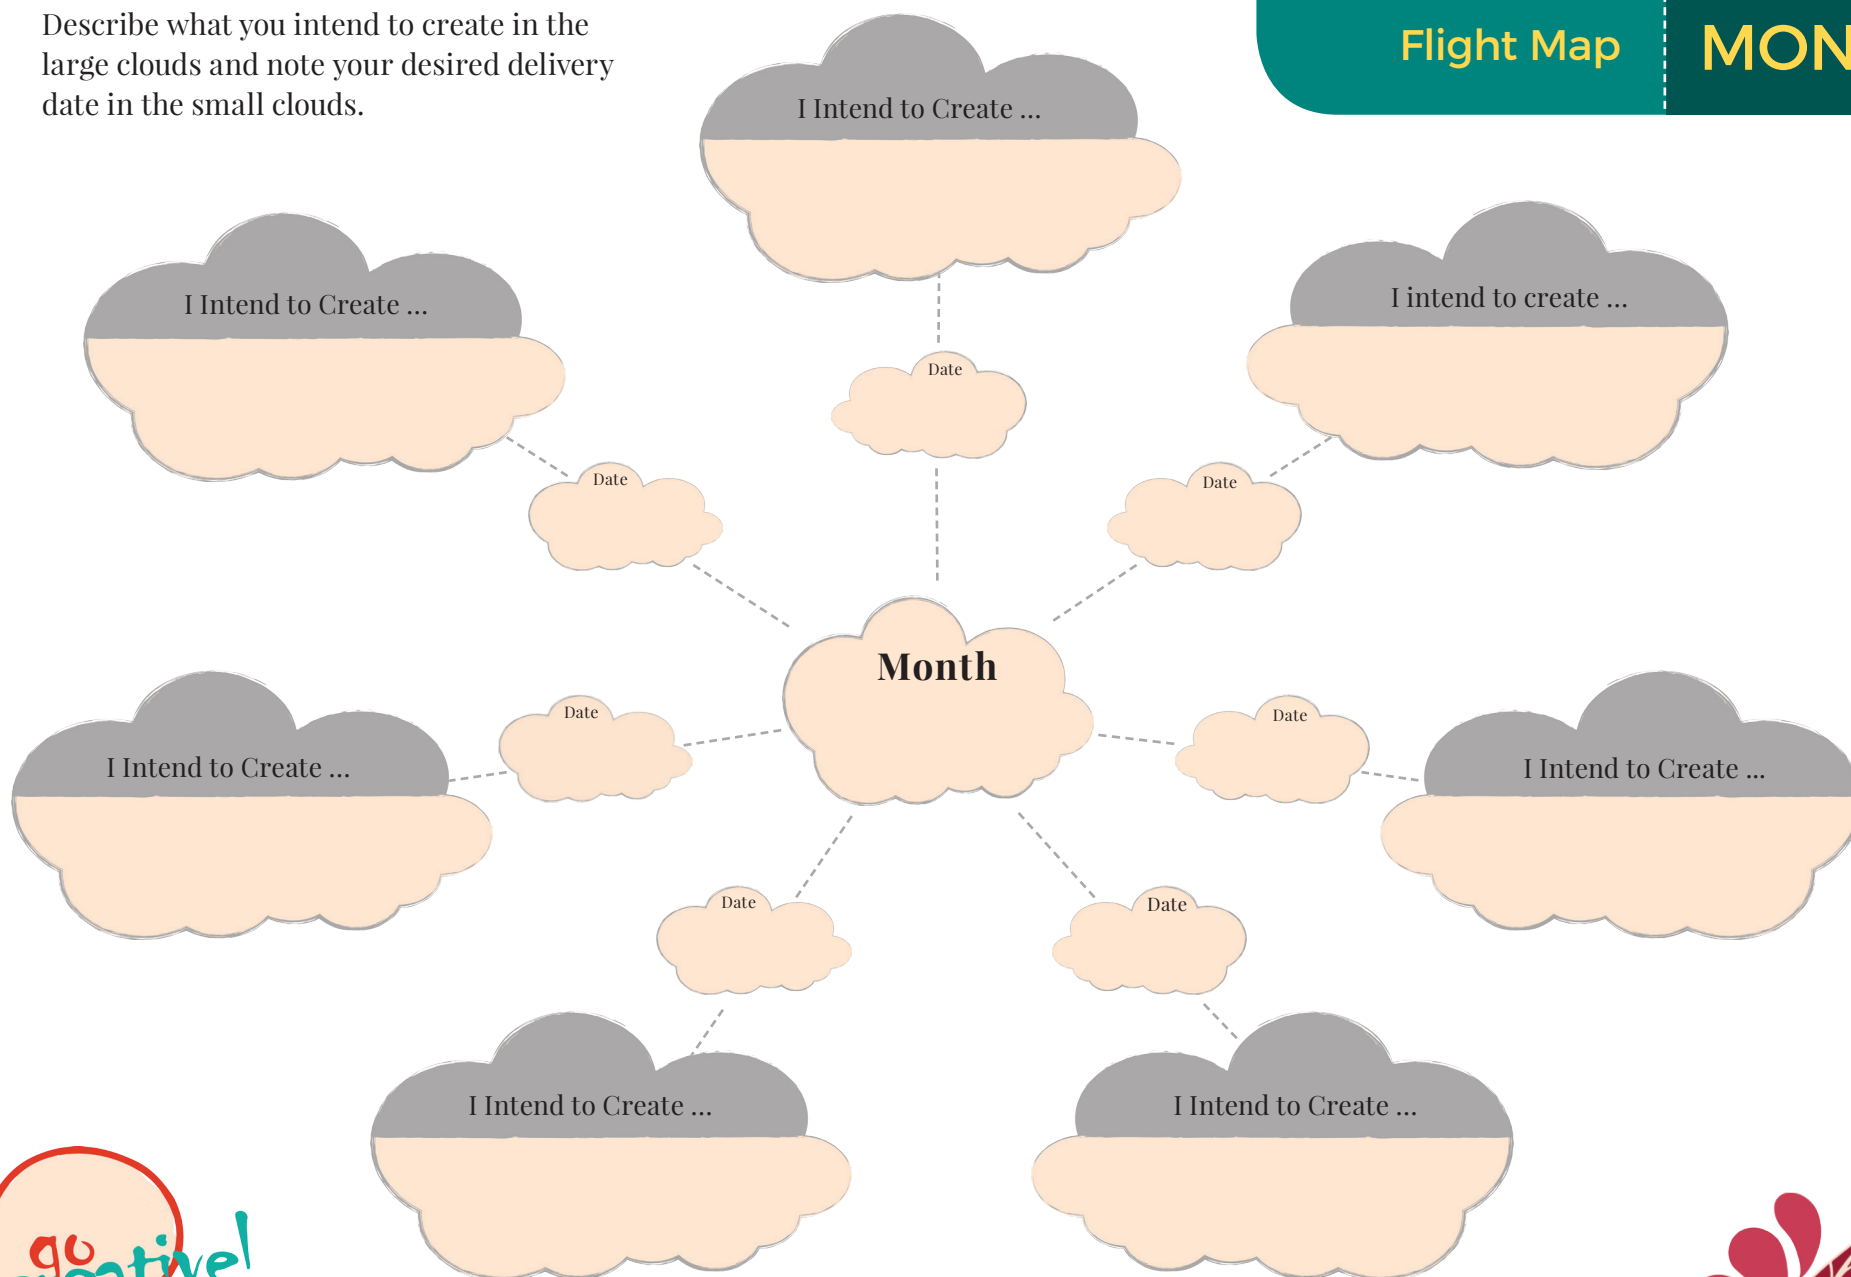 Describe what you intend to create in the
large clouds and note your desired delivery
date in the small clouds.
Flight Map
MON
I Intend to Create ...
I Intend to Create ...
I intend to create ...
Date
Date
Date
Month
Date
Date
I Intend to Create ...
I Intend to Create ...
Date
Date
I Intend to Create ...
I Intend to Create ...
go